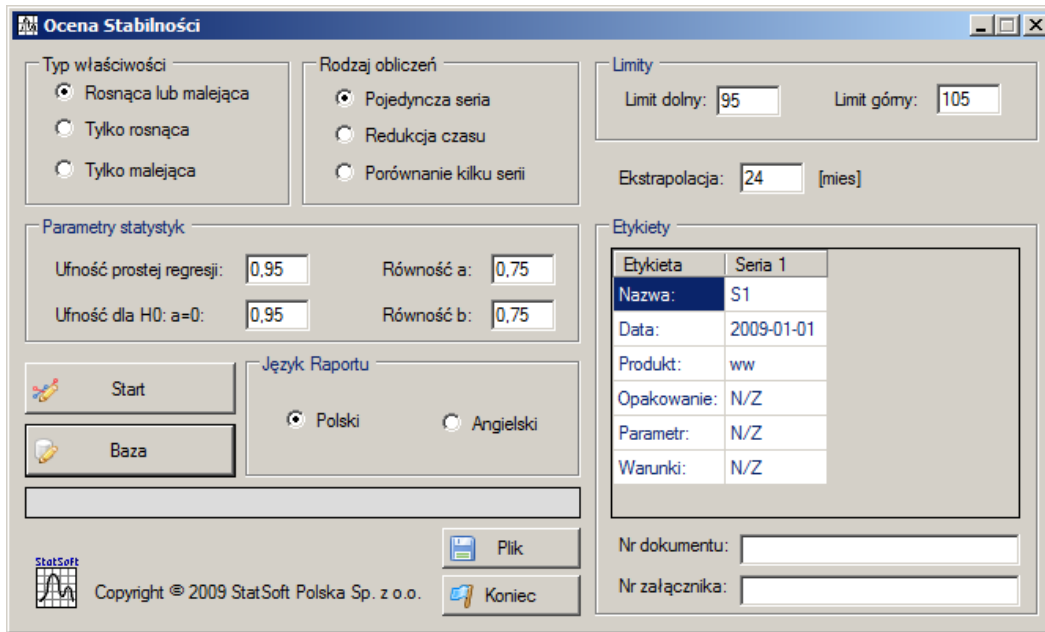 Ocena Stabilności
Typ właściwości
Rosnąca lub malejąca
Tylko rosnąca
Tylko malejąca
Rodzaj obliczeń
Pojedyncza seria
Redukcja czasu
Porównanie kilku serii
Limity
Limit dolny: 95 Limit górny: 105
Ekstrapolacja: 24 [mies]
Parametry statystyk
Ufność prostej regresji: 0,95 Równość a: 0,75
Ufność dla H0: a=0: 0,95 Równość b: 0,75
Etykiety
Etykieta Seria 1
Nazwa: S1
Data: 2009-01-01
Produkt: ww
Opakowanie: N/Z
Parametr: N/Z
Warunki: N/Z
Nr dokumentu:
Nr załącznika:
Start
Baza
Język Raportu
Polski Angielski
Plik
Koniec
StatSoft
Copyright © 2009 StatSoft Polska Sp. z o.o.